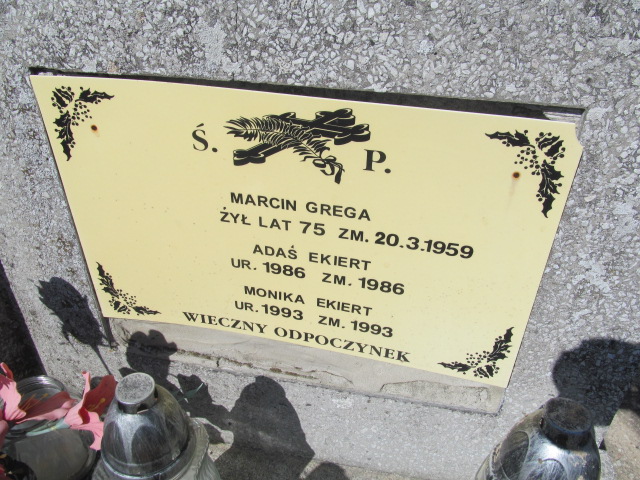 Ś. P.
MARCIN GREGA
ŻYŁ LAT 75 ZM. 20.3.1959
ADAŚ EKIERT
UR. 1986 ZM. 1986
MONIKA EKIERT
UR. 1993 ZM. 1993
WIECZNY ODPOCZYNEK